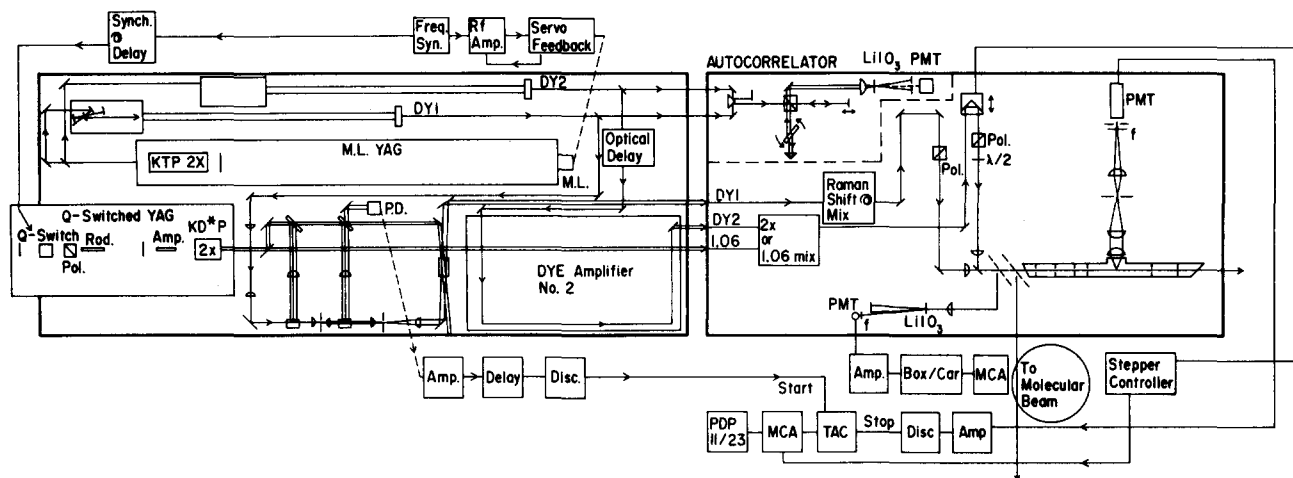 Synch.
@
Delay
Freq.
Syn.
Rf
Amp.
Servo
Feedback
DY2
DY1
KTP 2X
M.L. YAG
M.L.
Optical
Delay
Q-Switched YAG
Q-Switch
Pol.
Rod.
Amp.
KD*P
2x
P.D.
DYE Amplifier
No. 2
AUTOCORRELATOR
LiIO3 PMT
Pol.
Pol.
λ/2
PMT
f
DY1
Raman
Shift @
Mix
DY2
1.06
2x
or
1.06 mix
PMT
f
LiIO3
Amp.
Box/Car
MCA
To
Molecular
Beam
Stepper
Controller
Amp.
Delay
Disc.
Start
PDP
11/23
MCA
TAC
Stop
Disc
Amp